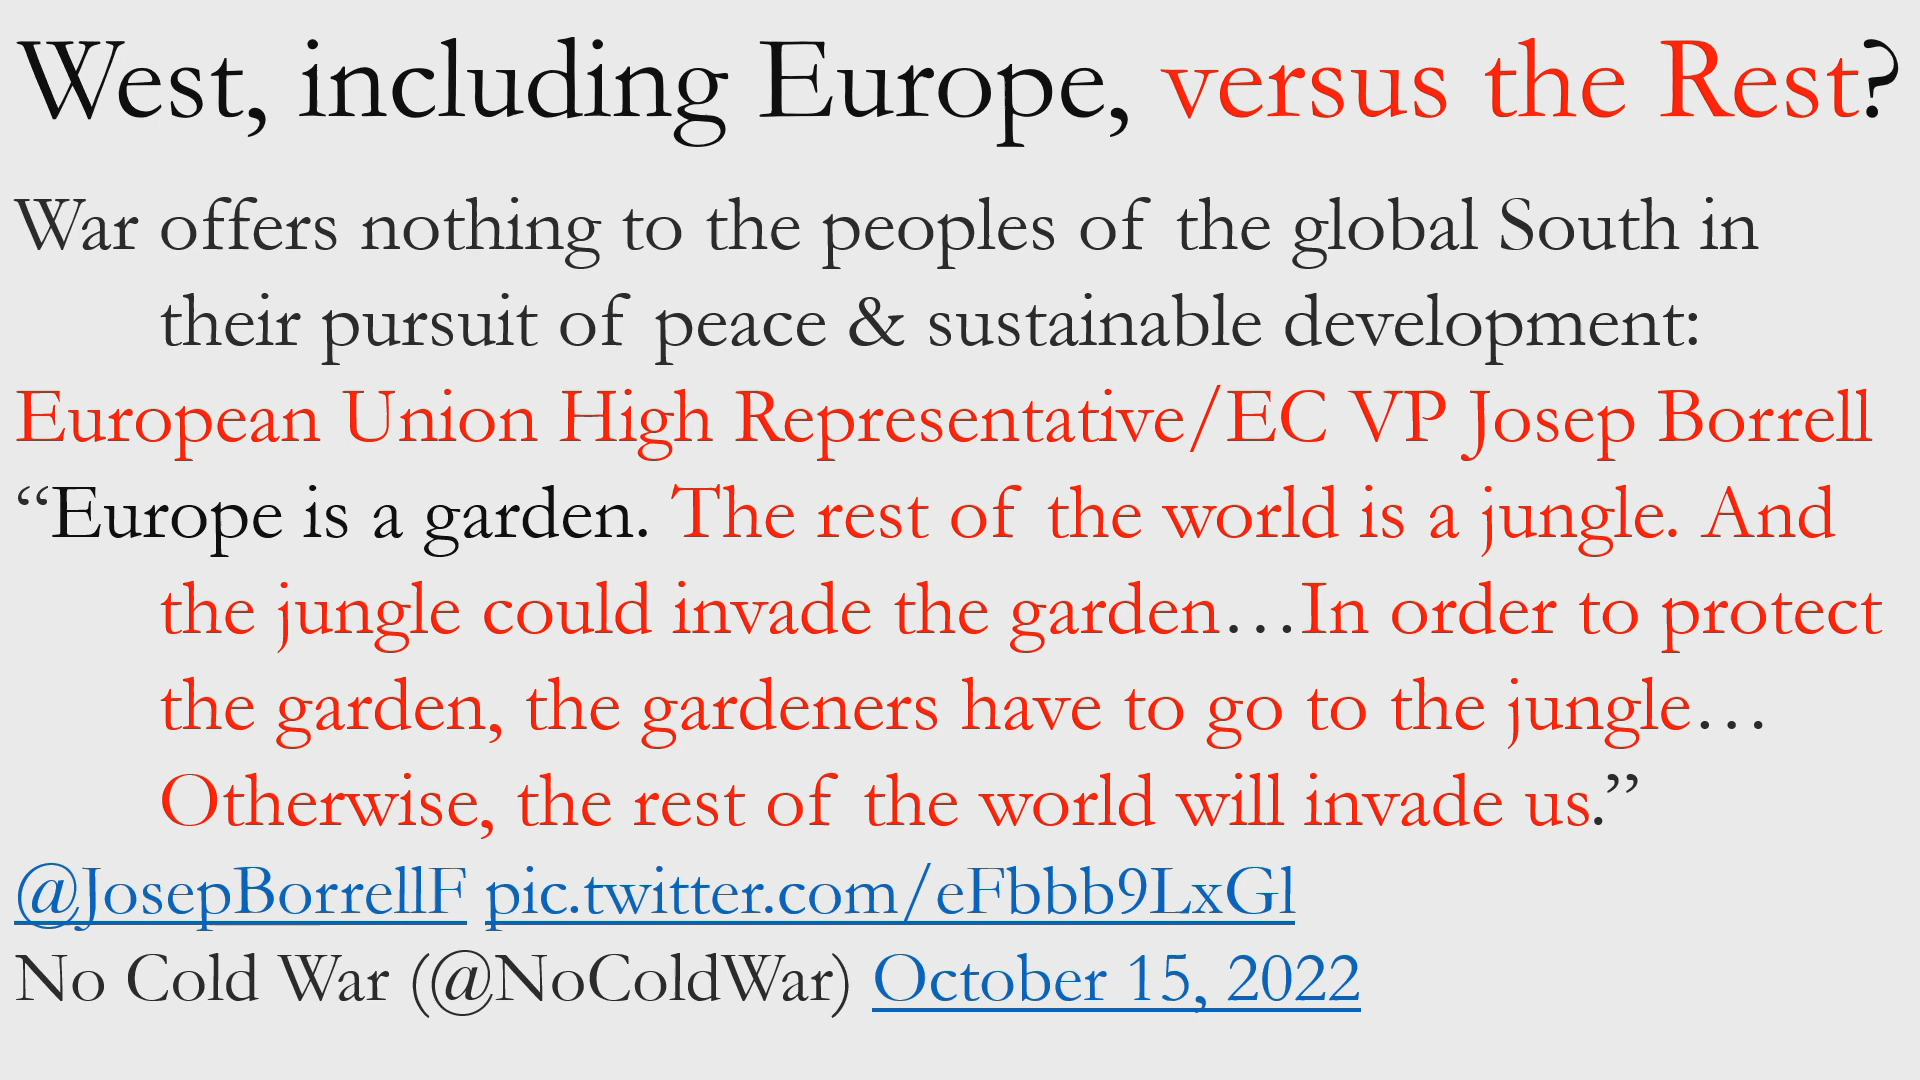 West, including Europe, versus the Rest?
War offers nothing to the peoples of the global South in
their pursuit of peace & sustainable development:
European Union High Representative/EC VP Josep Borrell
“Europe is a garden. The rest of the world is a jungle. And
the jungle could invade the garden…In order to protect
the garden, the gardeners have to go to the jungle…
Otherwise, the rest of the world will invade us.”
@JosepBorrellF pic.twitter.com/eFbbb9LxGl
No Cold War (@NoColdWar) October 15, 2022